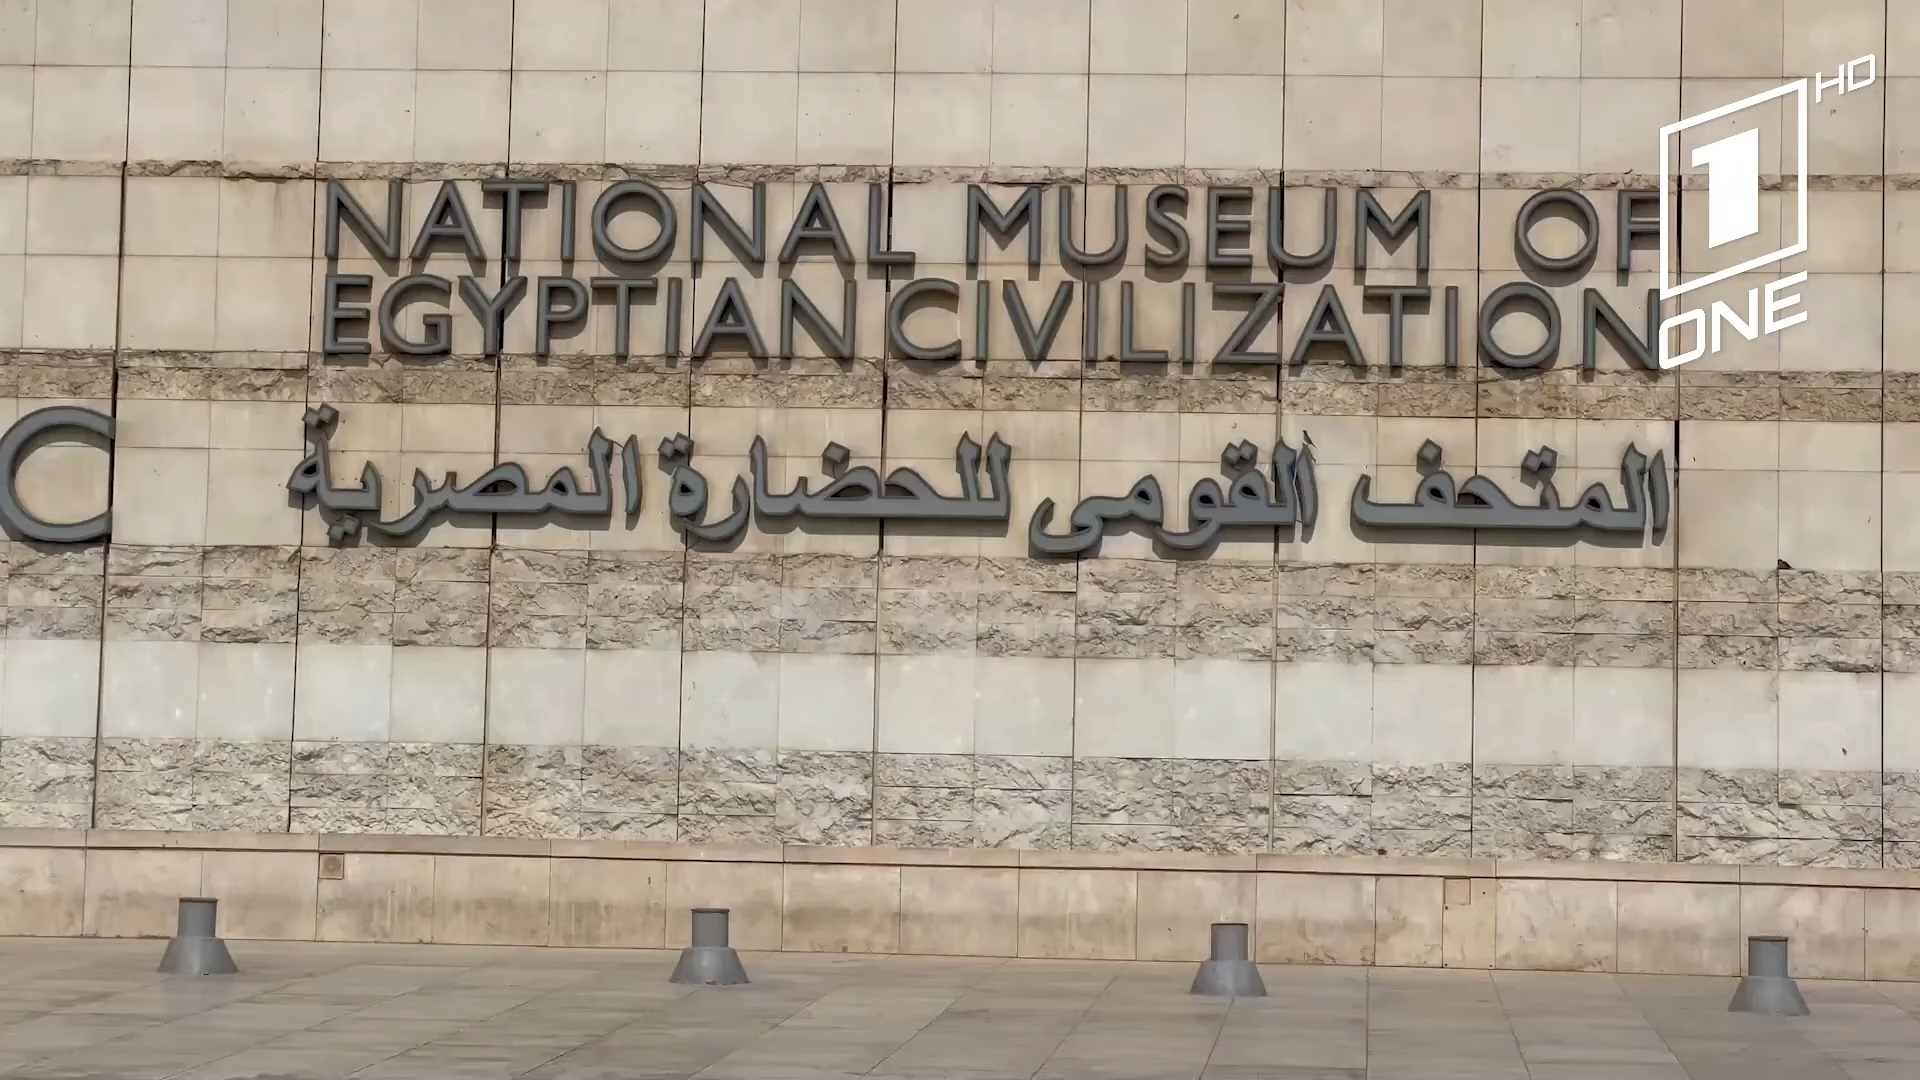 NATIONAL MUSEUM OF
EGYPTIAN CIVILIZATION
المتحف القومى للحضارة المصرية
C
1
HD
ONE